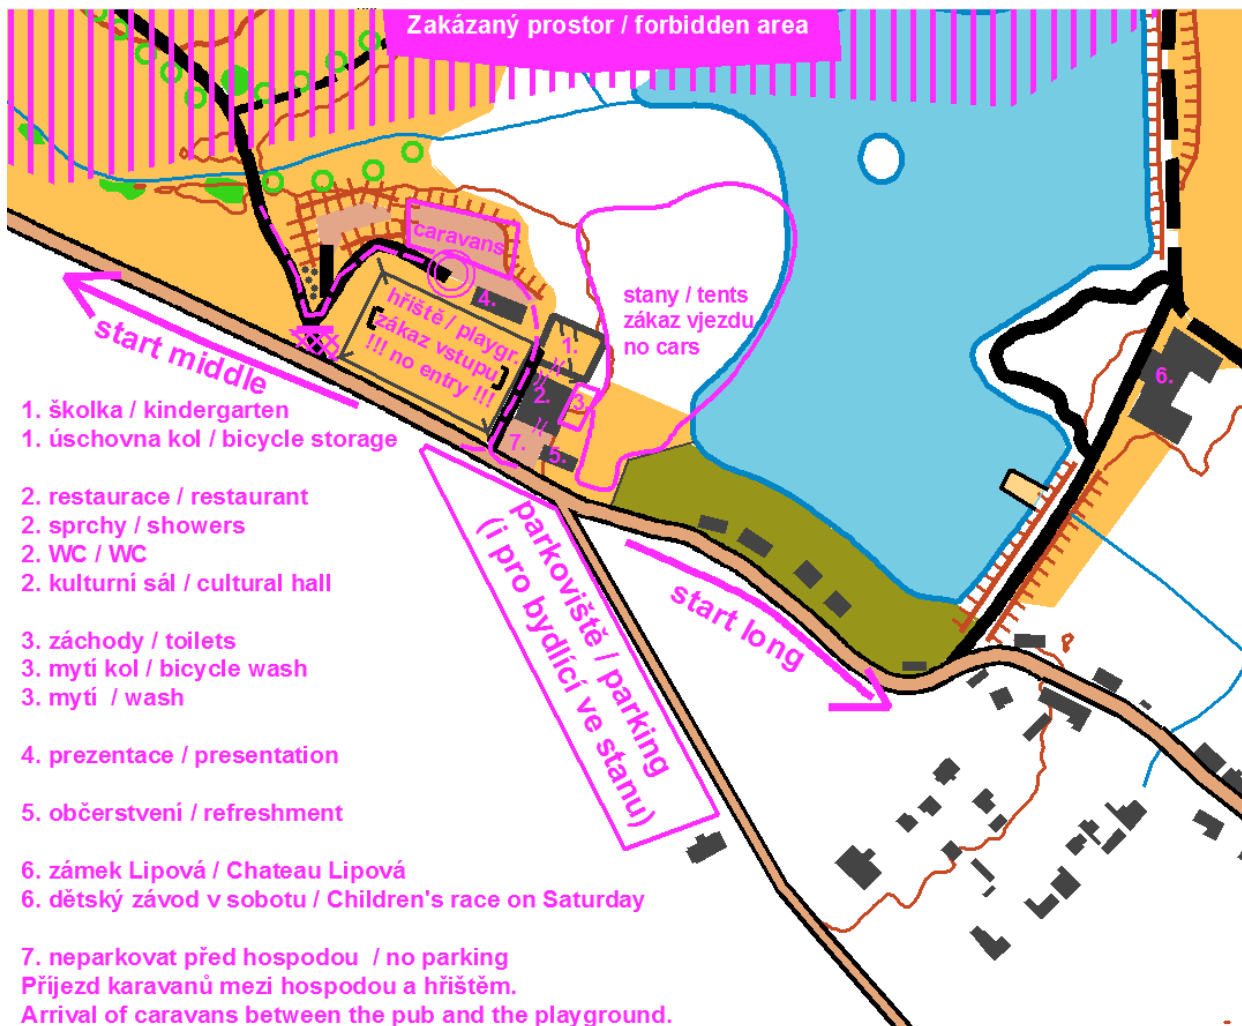 Zakázaný prostor / forbidden area
caravans
4.
hřiště / playgr.
zákaz vstupu
!!! no entry !!!
stany / tents
zákaz vjezdu
no cars
1.
2.
3.
7.
5.
6.
start middle
start long
parkoviště / parking
(i pro bydlící ve stanu)
1. školka / kindergarten
1. úschovna kol / bicycle storage
2. restaurace / restaurant
2. sprchy / showers
2. WC / WC
2. kulturní sál / cultural hall
3. záchody / toilets
3. mytí kol / bicycle wash
3. mytí / wash
4. prezentace / presentation
5. občerstvení / refreshment
6. zámek Lipová / Chateau Lipová
6. dětský závod v sobotu / Children's race on Saturday
7. neparkovat před hospodou / no parking
Příjezd karavanů mezi hospodou a hřištěm.
Arrival of caravans between the pub and the playground.